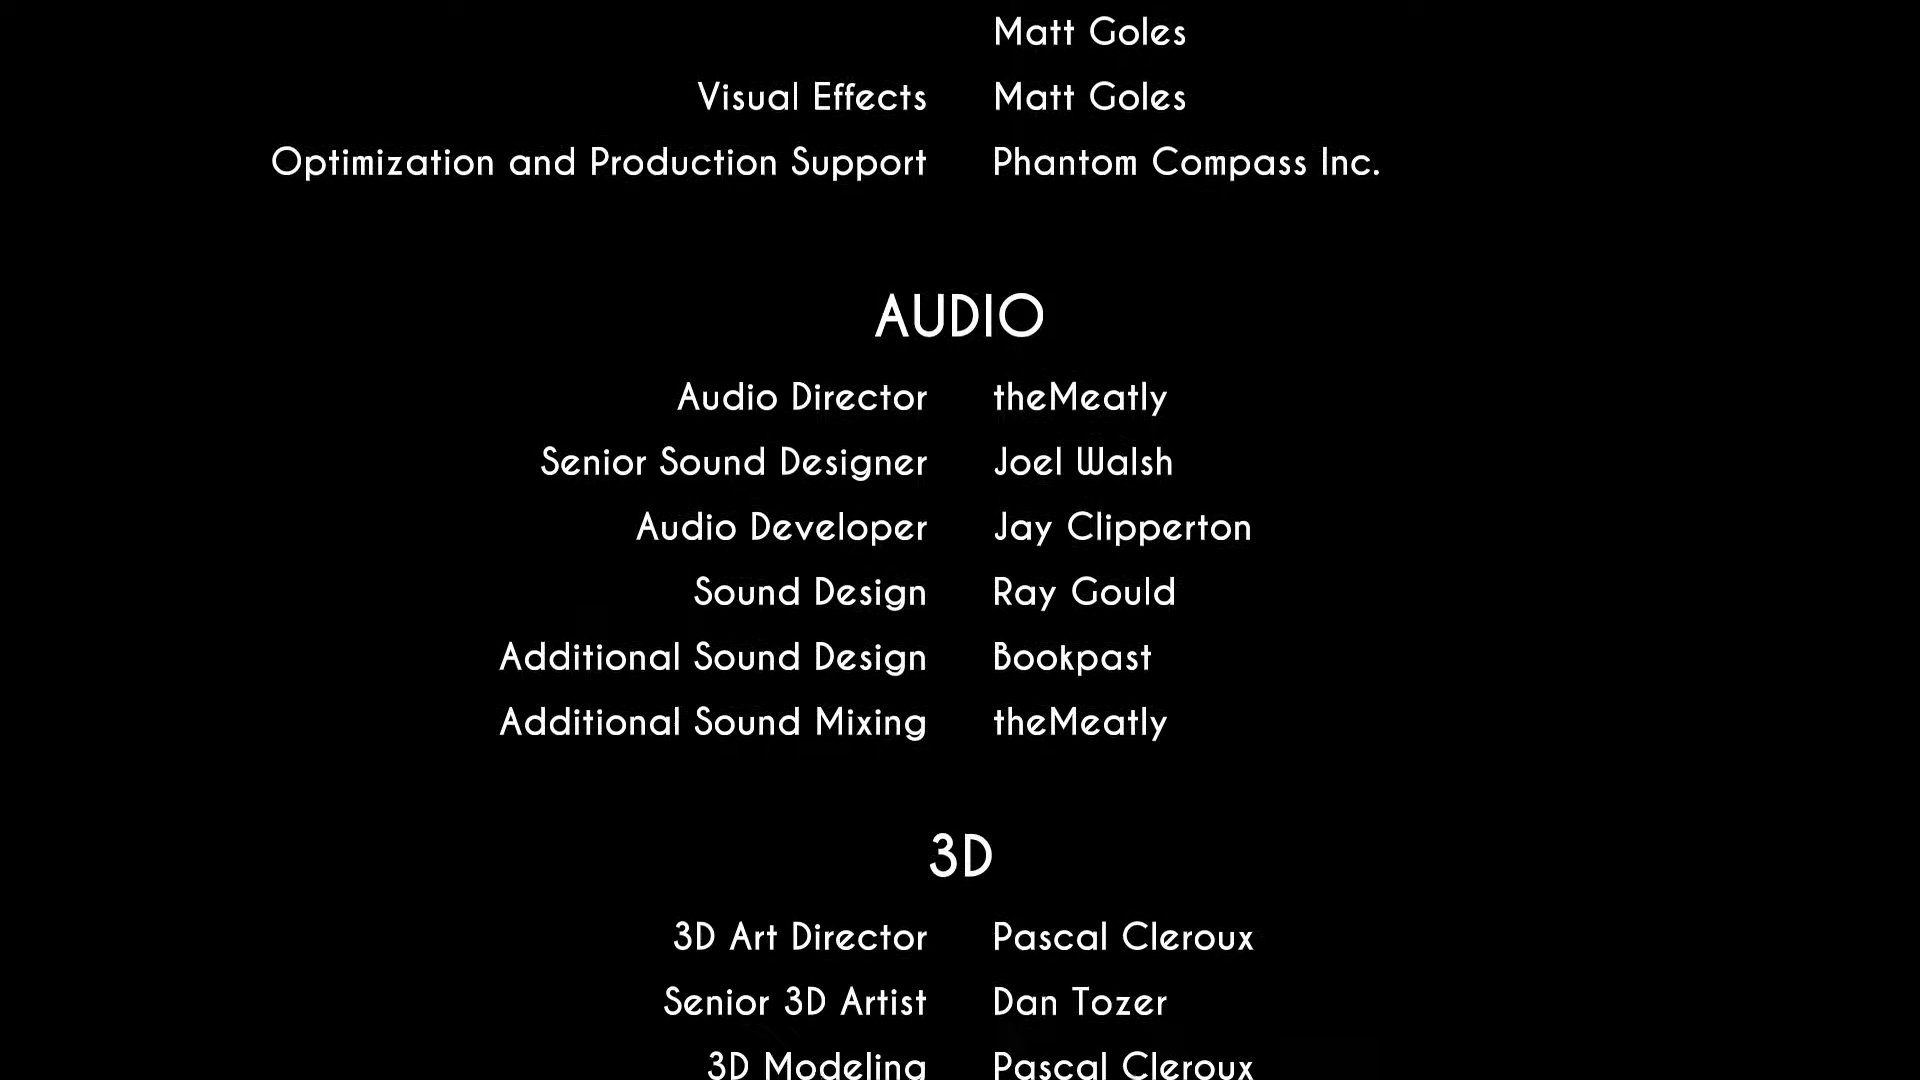 Matt Goles
Visual Effects Matt Goles
Optimization and Production Support Phantom Compass Inc.
AUDIO
Audio Director theMeatly
Senior Sound Designer Joel Walsh
Audio Developer Jay Clipperton
Sound Design Ray Gould
Additional Sound Design Bookpast
Additional Sound Mixing theMeatly
3D
3D Art Director Pascal Cleroux
Senior 3D Artist Dan Tozer
3D Modeling Pascal Cleroux